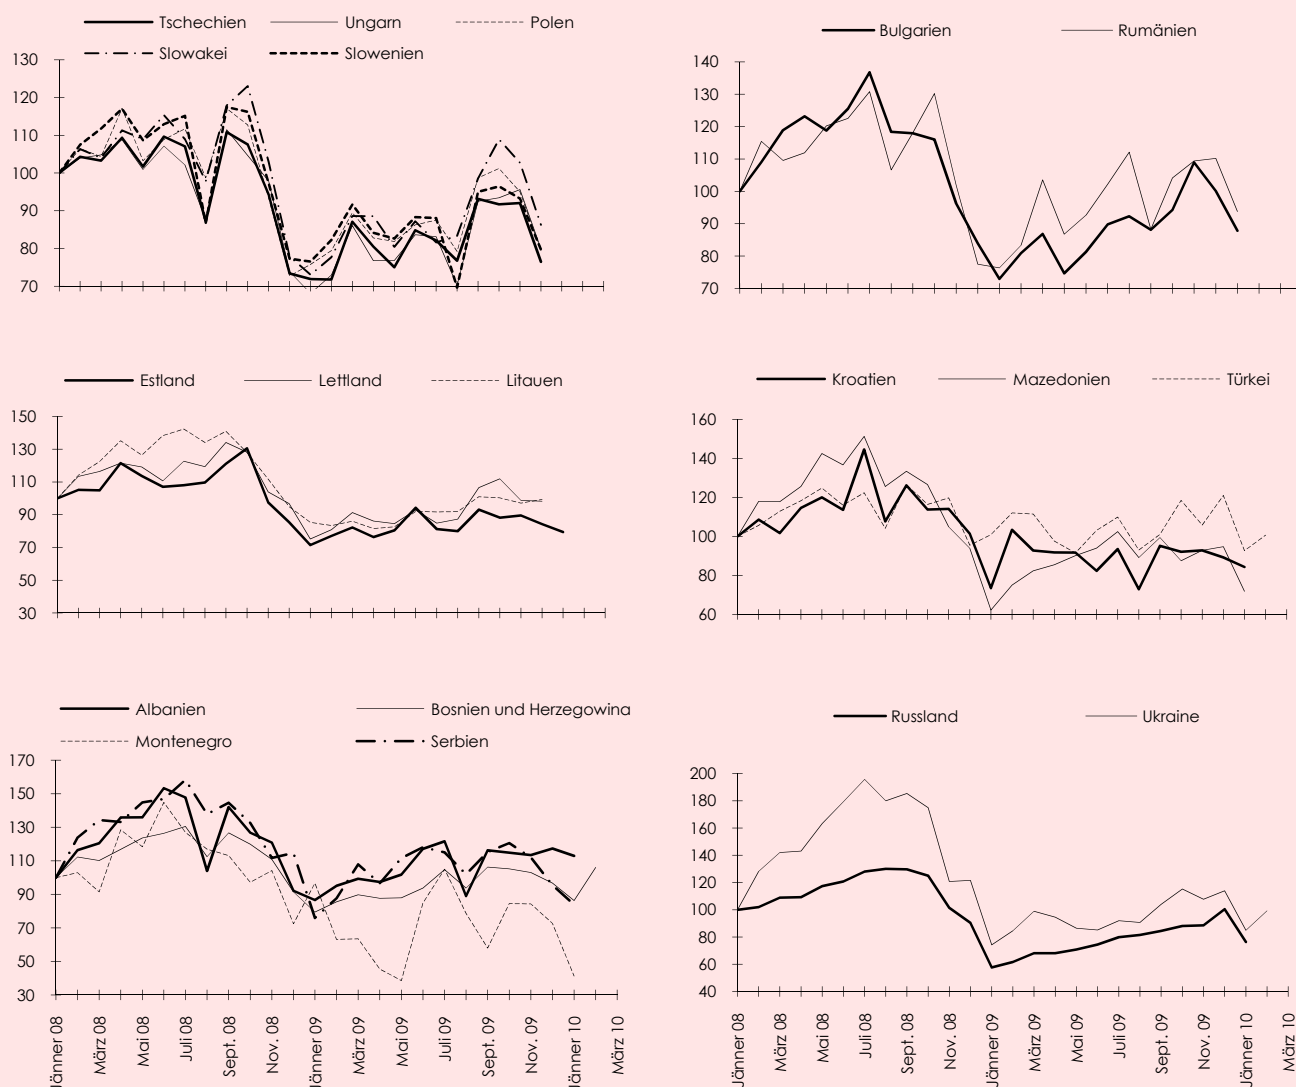 Tschechien Ungarn Polen
Slowakei Slowenien
130
120
110
100
90
80
70
Bulgarien Rumänien
140
130
120
110
100
90
80
70
Estland Lettland Litauen
150
130
110
90
70
50
30
Kroatien Mazedonien Türkei
160
140
120
100
80
60
Albanien Bosnien und Herzegowina
Montenegro Serbien
170
150
130
110
90
70
50
30
Jänner 08
März 08
Mai 08
Juli 08
Sept. 08
Nov. 08
Jänner 09
März 09
Mai 09
Juli 09
Sept. 09
Nov. 09
Jänner 10
März 10
Russland Ukraine
200
180
160
140
120
100
80
60
40
Jänner 08
März 08
Mai 08
Juli 08
Sept. 08
Nov. 08
Jänner 09
März 09
Mai 09
Juli 09
Sept. 09
Nov. 09
Jänner 10
März 10